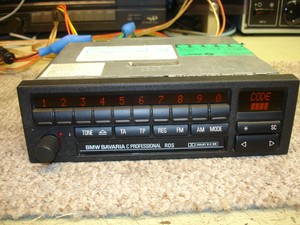 1 2 3 4 5 6 7 8 9 0
CODE
TONE TA TP REG FM AM MODE
SC
BMW BAVARIA C PROFESSIONAL RDS